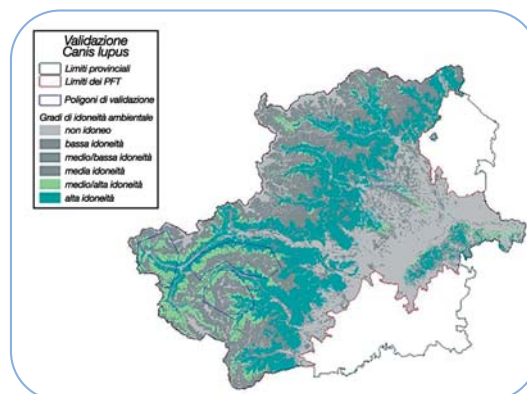 Validazione
Canis lupus
Limiti provinciali
Limiti dei PFT
Poligoni di validazione
Gradi di idoneità ambientale
non idoneo
bassa idoneità
medio/bassa idoneità
media idoneità
medio/alta idoneità
alta idoneità